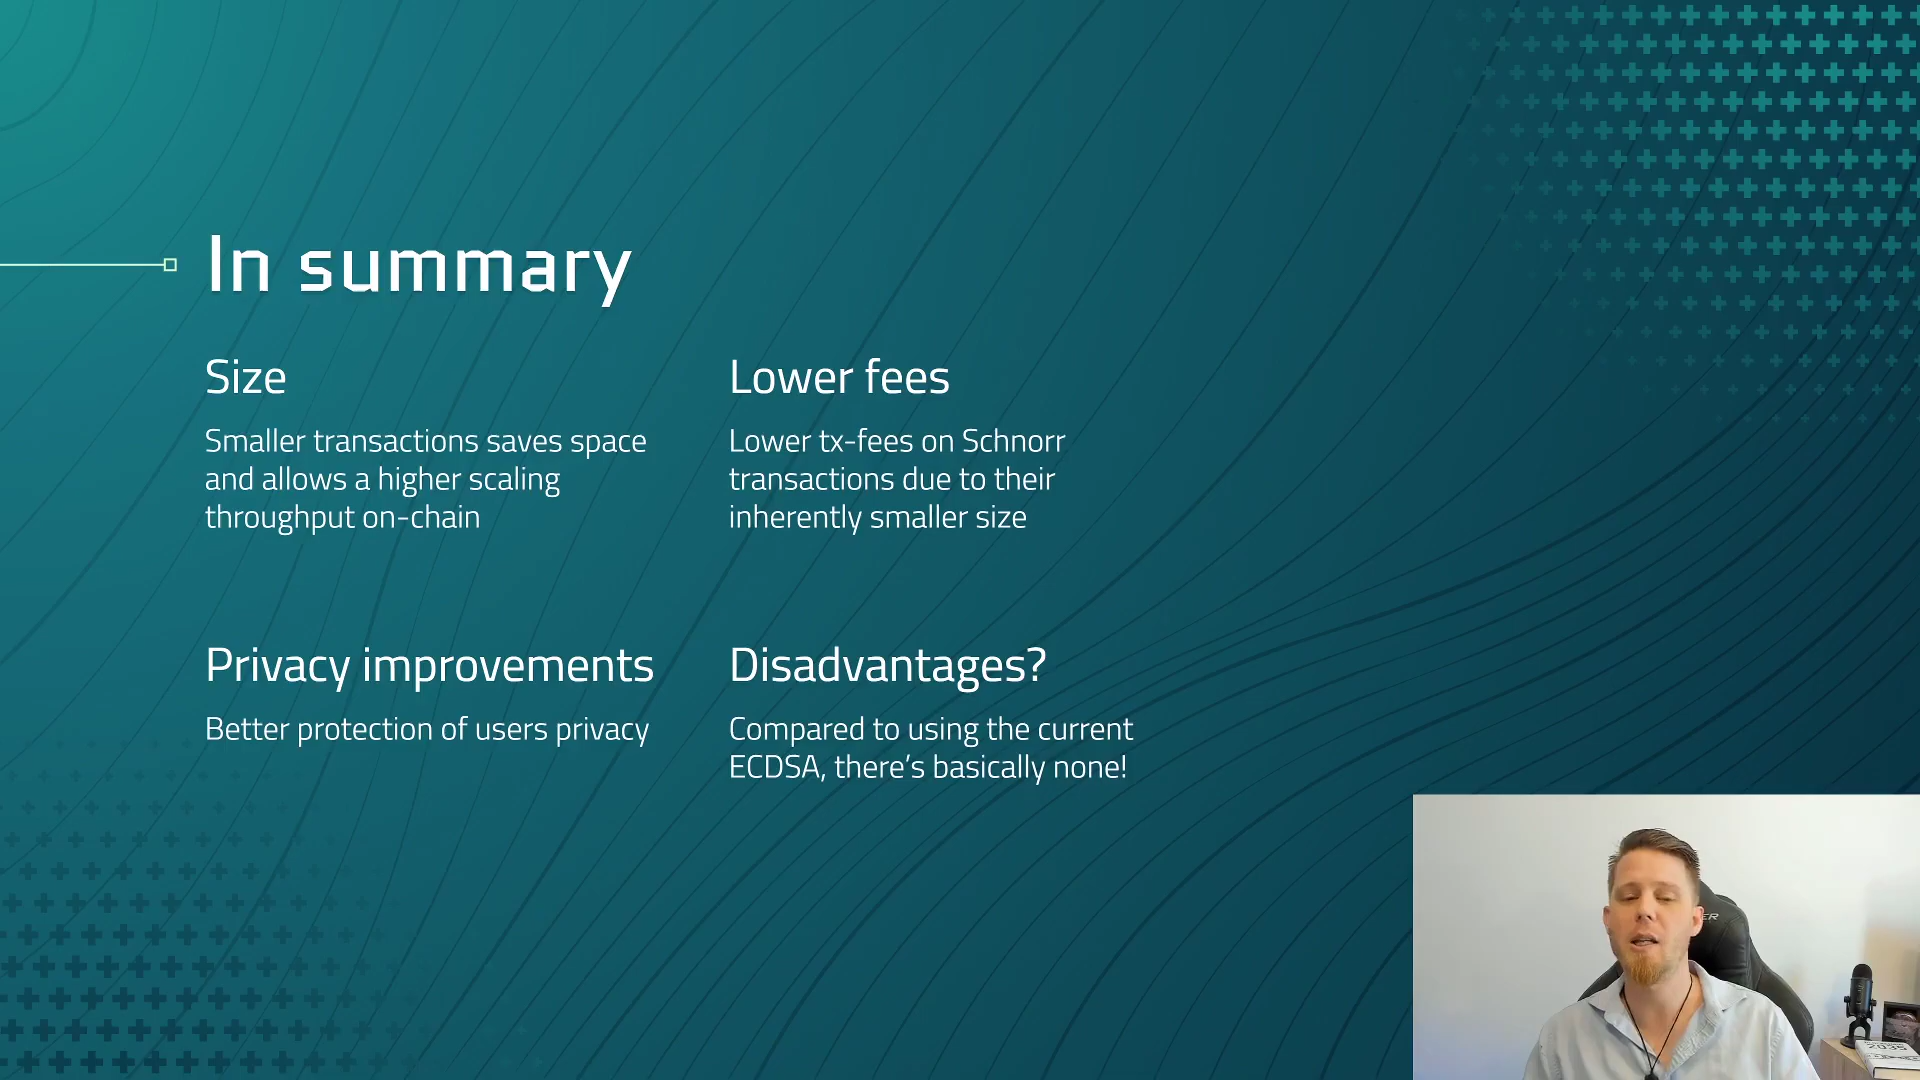 In summary
Size
Smaller transactions saves space
and allows a higher scaling
throughput on-chain
Lower fees
Lower tx-fees on Schnorr
transactions due to their
inherently smaller size
Privacy improvements
Better protection of users privacy
Disadvantages?
Compared to using the current
ECDSA, there's basically none!